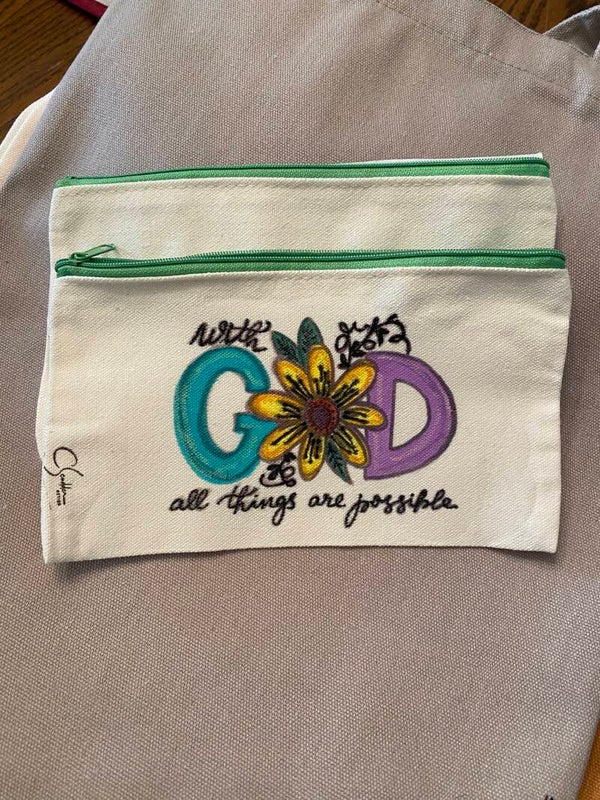 with
GOD
all things are possible.